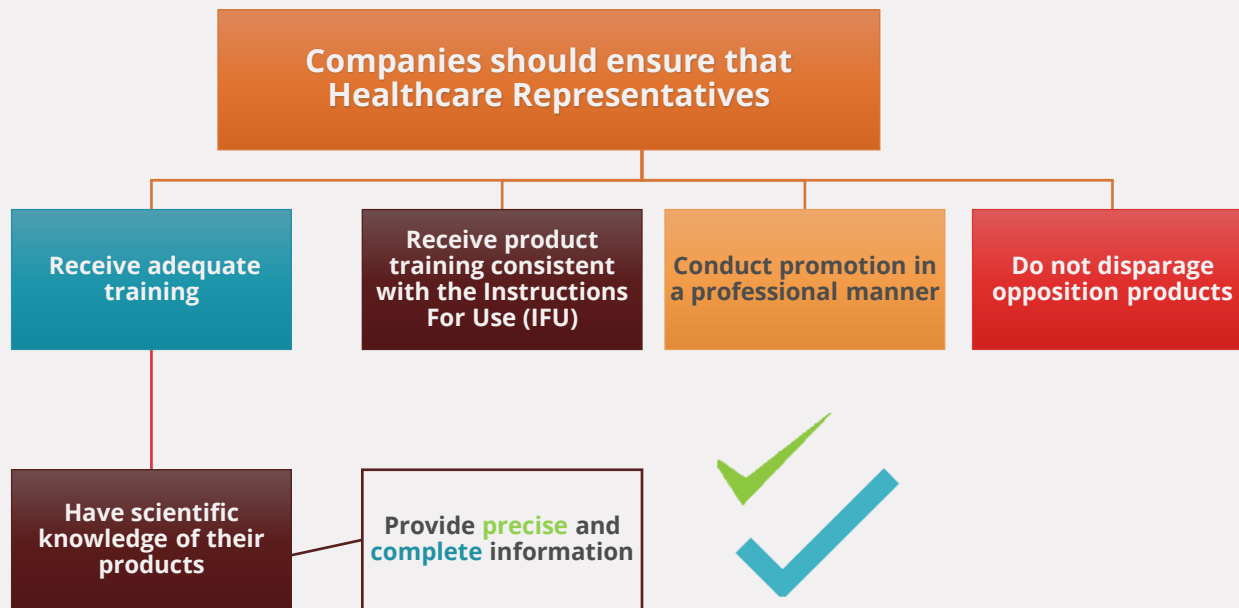 Companies should ensure that
Healthcare Representatives
Receive adequate
training
Receive product
training consistent
with the Instructions
For Use (IFU)
Conduct promotion in
a professional manner
Do not disparage
opposition products
Have scientific
knowledge of their
products
Provide precise and
complete information